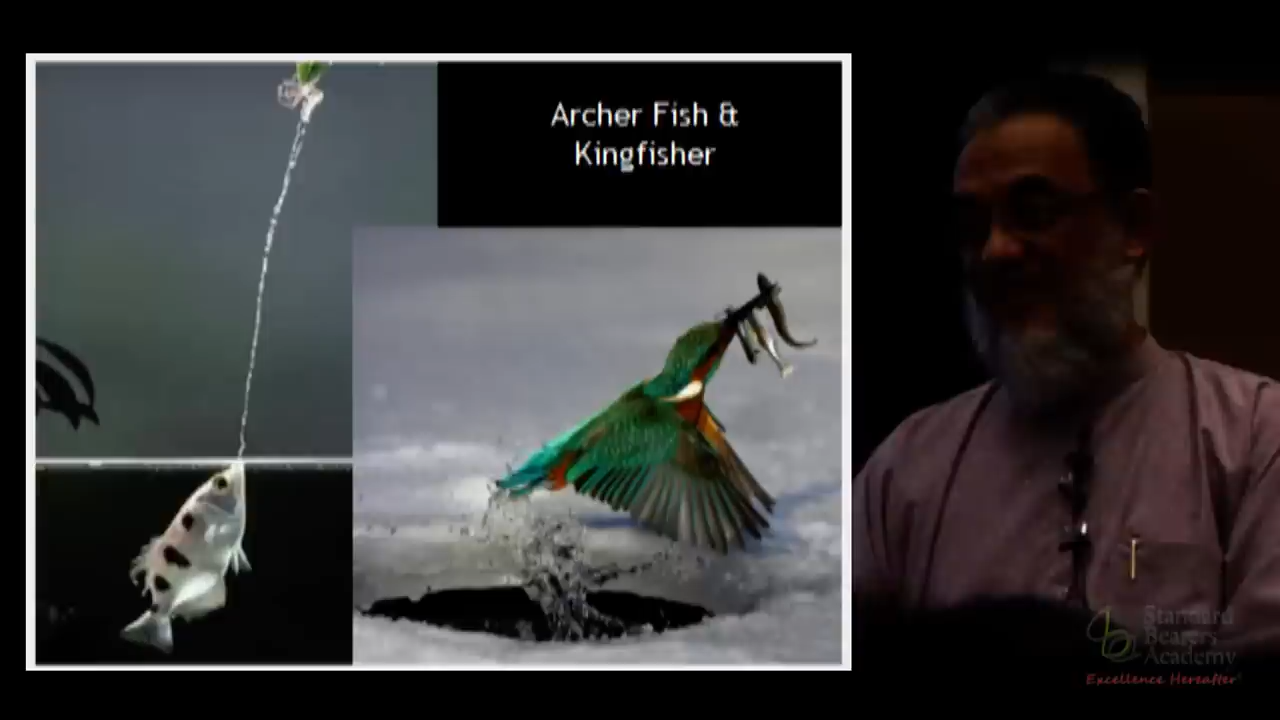 Archer Fish &
Kingfisher
Standard
Bearers
Academy
Excellence Hereafter